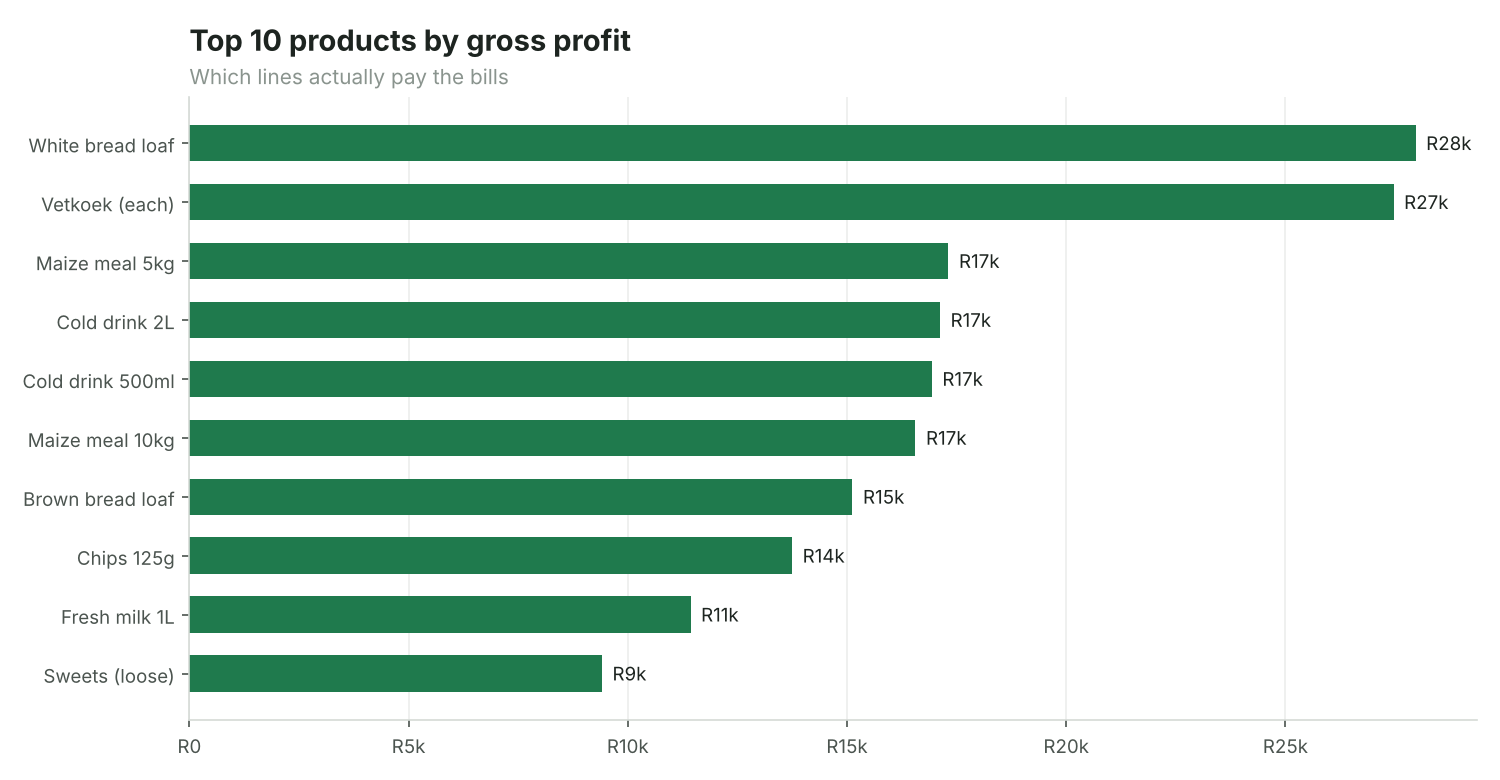 Top 10 products by gross profit
Which lines actually pay the bills
White bread loaf R28k
Vetkoek (each) R27k
Maize meal 5kg R17k
Cold drink 2L R17k
Cold drink 500ml R17k
Maize meal 10kg R17k
Brown bread loaf R15k
Chips 125g R14k
Fresh milk 1L R11k
Sweets (loose) R9k
R0 R5k R10k R15k R20k R25k